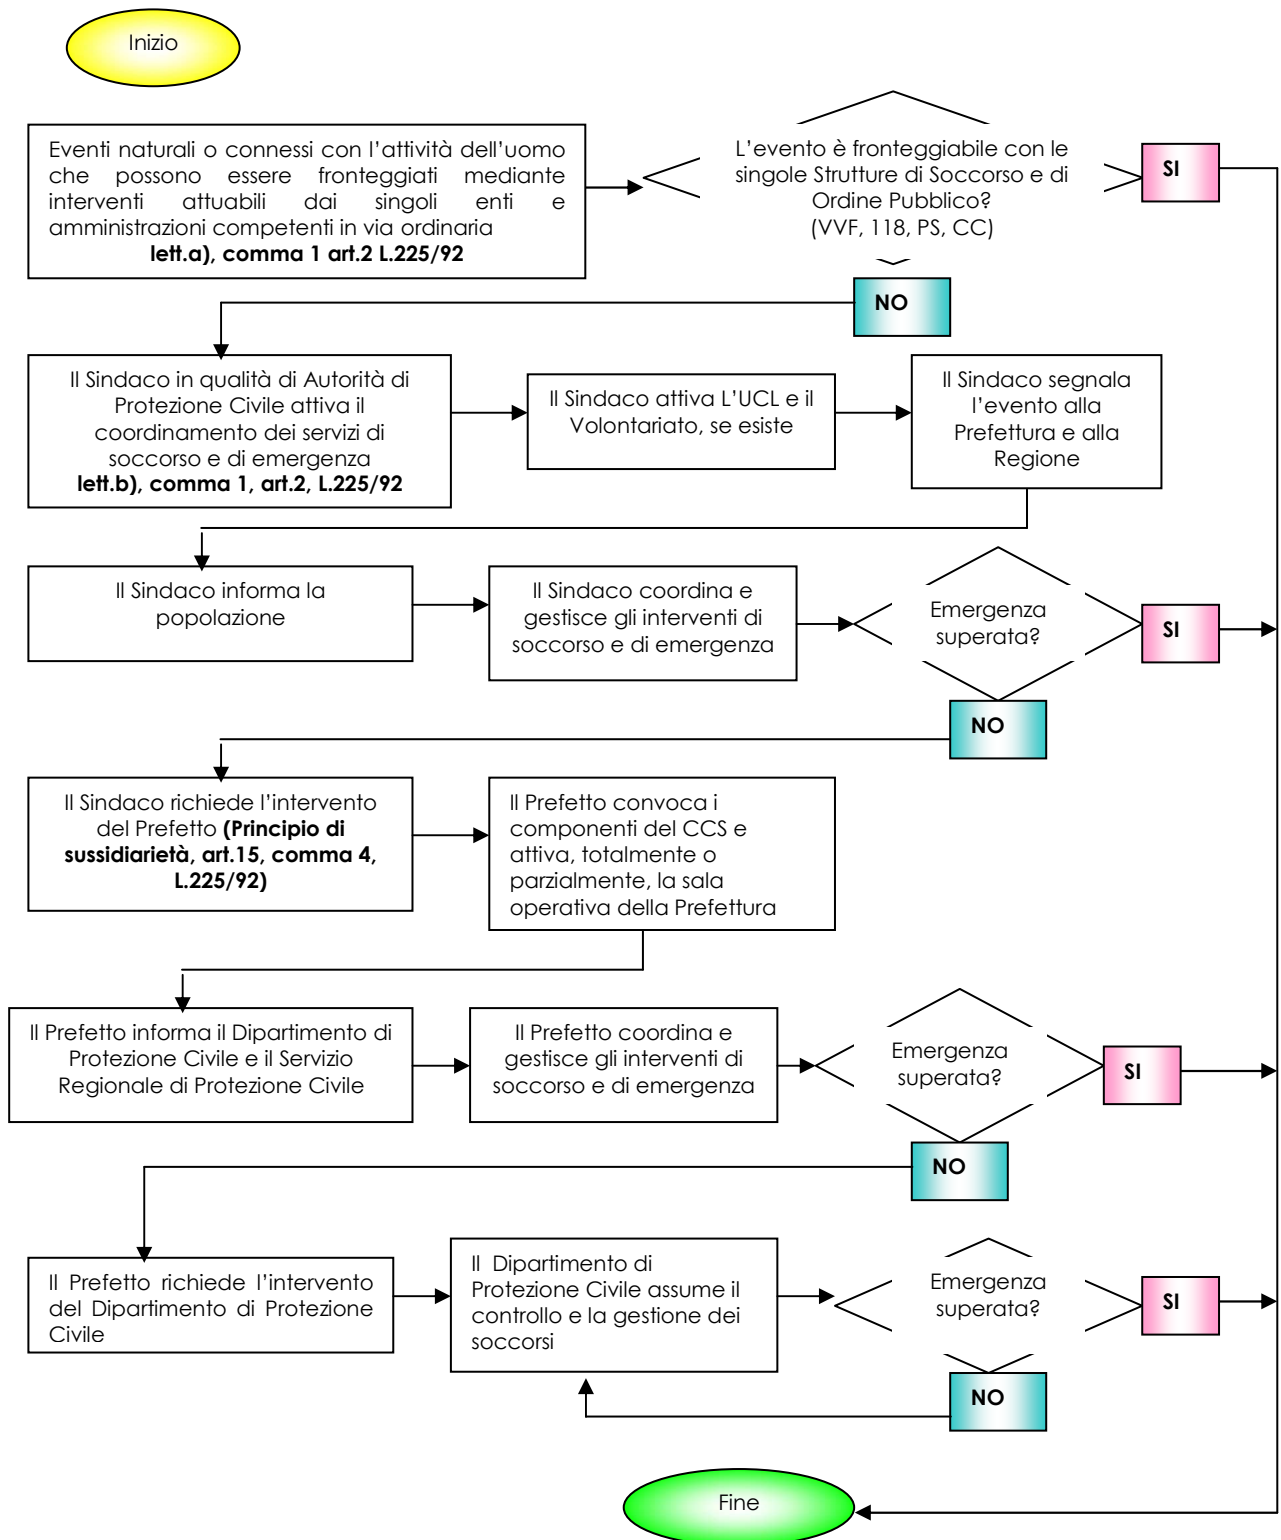 Inizio
Eventi naturali o connessi con l’attività dell’uomo
che possono essere fronteggiati mediante
interventi attuabili dai singoli enti e
amministrazioni competenti in via ordinaria
lett.a), comma 1 art.2 L.225/92
L’evento è fronteggiabile con le
singole Strutture di Soccorso e di
Ordine Pubblico?
(VVF, 118, PS, CC)
SI
NO
Il Sindaco in qualità di Autorità di
Protezione Civile attiva il
coordinamento dei servizi di
soccorso e di emergenza
lett.b), comma 1, art.2, L.225/92
Il Sindaco attiva L’UCL e il
Volontariato, se esiste
Il Sindaco segnala
l’evento alla
Prefettura e alla
Regione
Il Sindaco informa la
popolazione
Il Sindaco coordina e
gestisce gli interventi di
soccorso e di emergenza
Emergenza
superata?
SI
NO
Il Sindaco richiede l’intervento
del Prefetto (Principio di
sussidiarietà, art.15, comma 4,
L.225/92)
Il Prefetto convoca i
componenti del CCS e
attiva, totalmente o
parzialmente, la sala
operativa della Prefettura
Il Prefetto informa il Dipartimento di
Protezione Civile e il Servizio
Regionale di Protezione Civile
Il Prefetto coordina e
gestisce gli interventi di
soccorso e di emergenza
Emergenza
superata?
SI
NO
Il Prefetto richiede l’intervento
del Dipartimento di Protezione
Civile
Il Dipartimento di
Protezione Civile assume il
controllo e la gestione dei
soccorsi
Emergenza
superata?
SI
NO
Fine